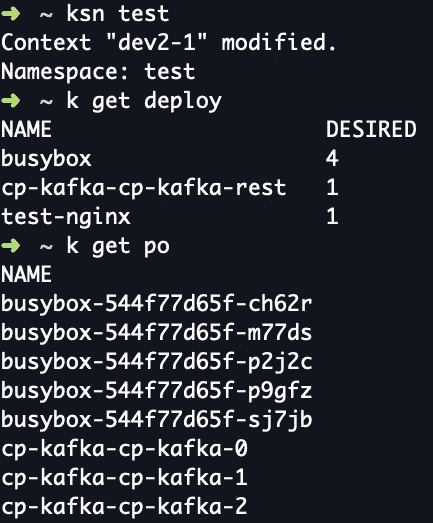 ➜ ~ ksn test
Context "dev2-1" modified.
Namespace: test
➜ ~ k get deploy
NAME DESIRED
busybox 4
cp-kafka-cp-kafka-rest 1
test-nginx 1
➜ ~ k get po
NAME
busybox-544f77d65f-ch62r
busybox-544f77d65f-m77ds
busybox-544f77d65f-p2j2c
busybox-544f77d65f-p9gfz
busybox-544f77d65f-sj7jb
cp-kafka-cp-kafka-0
cp-kafka-cp-kafka-1
cp-kafka-cp-kafka-2